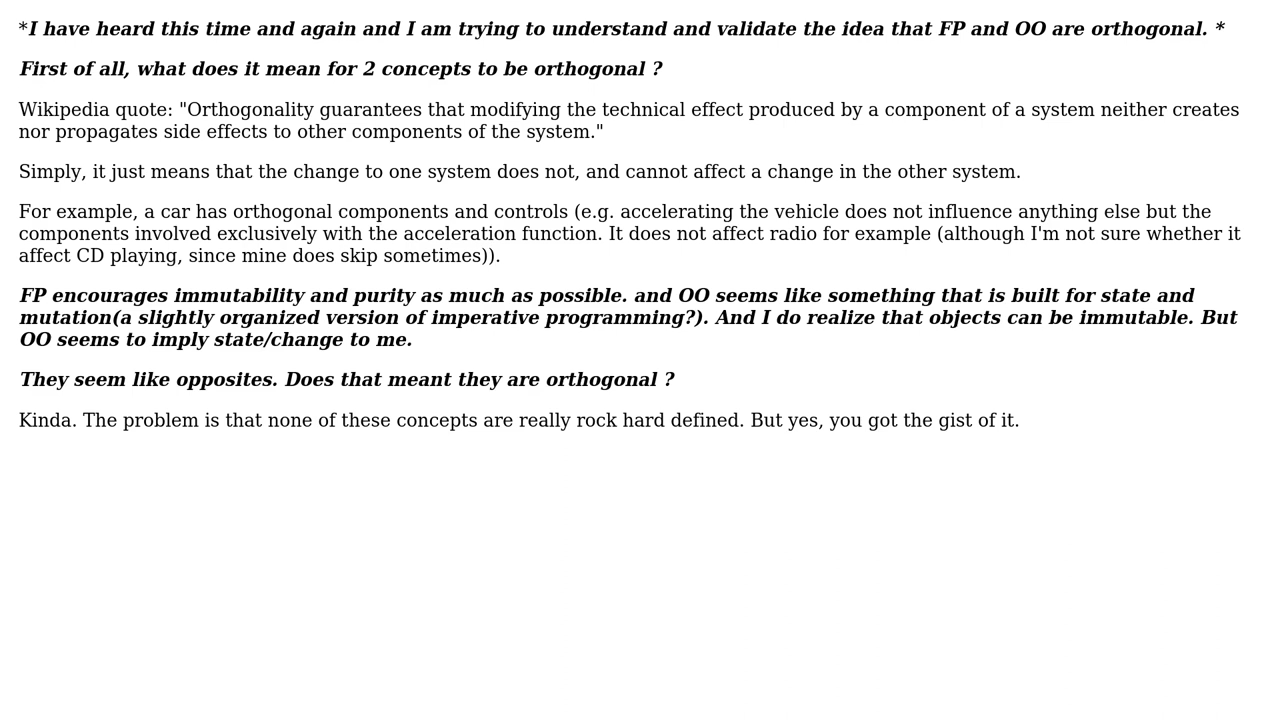 *I have heard this time and again and I am trying to understand and validate the idea that FP and OO are orthogonal. *
First of all, what does it mean for 2 concepts to be orthogonal ?
Wikipedia quote: "Orthogonality guarantees that modifying the technical effect produced by a component of a system neither creates
nor propagates side effects to other components of the system."
Simply, it just means that the change to one system does not, and cannot affect a change in the other system.
For example, a car has orthogonal components and controls (e.g. accelerating the vehicle does not influence anything else but the
components involved exclusively with the acceleration function. It does not affect radio for example (although I'm not sure whether it
affect CD playing, since mine does skip sometimes)).
FP encourages immutability and purity as much as possible. and OO seems like something that is built for state and
mutation(a slightly organized version of imperative programming?). And I do realize that objects can be immutable. But
OO seems to imply state/change to me.
They seem like opposites. Does that meant they are orthogonal ?
Kinda. The problem is that none of these concepts are really rock hard defined. But yes, you got the gist of it.